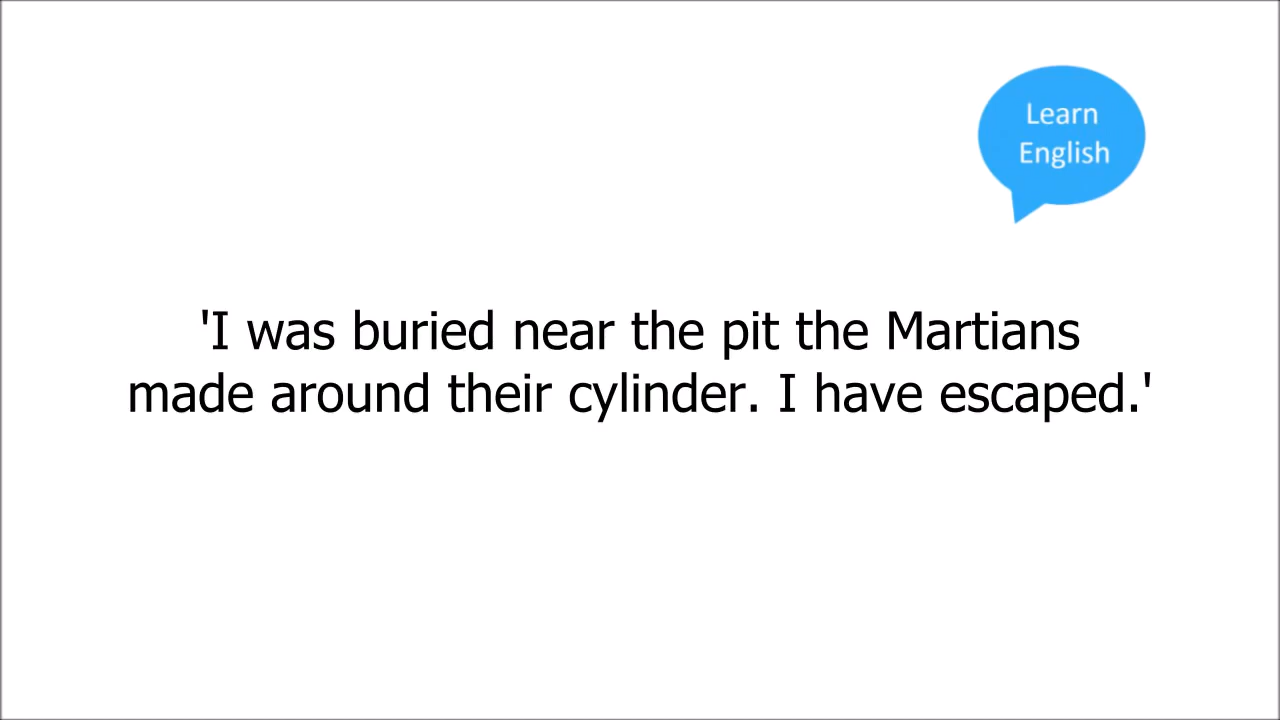 Learn
English
'I was buried near the pit the Martians
made around their cylinder. I have escaped.'